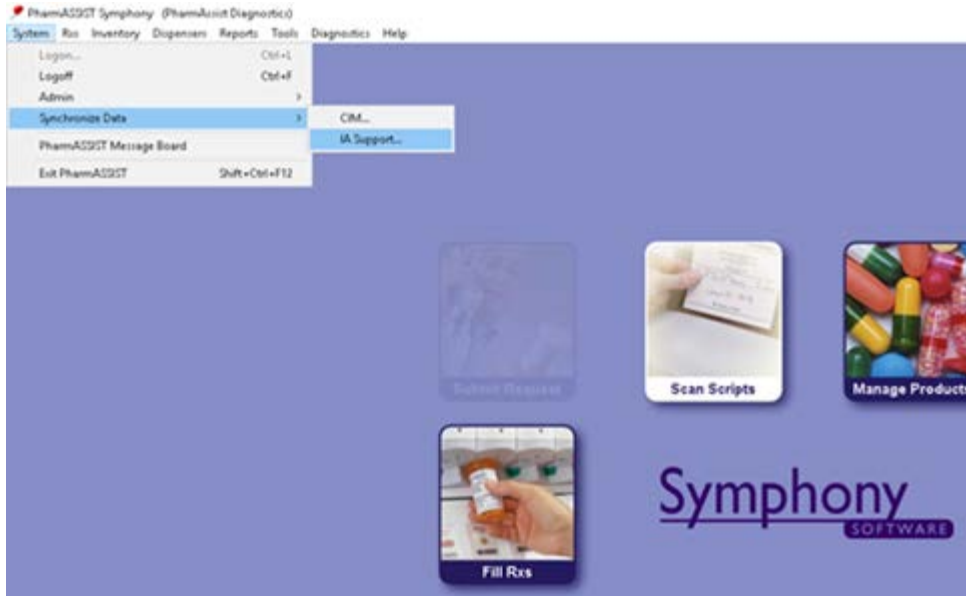 PharmASSIST Symphony (PharmAssist Diagnostics)
System Rxs Inventory Dispensers Reports Tools Diagnostics Help
Logon... Ctrl+L
Logoff Ctrl+F
Admin >
Synchronize Data > CIM...
IA Support...
PharmASSIST Message Board
Exit PharmASSIST Shift+Ctrl+F12
Submit Request
Scan Scripts
Manage Products
Fill Rxs
Symphony
SOFTWARE